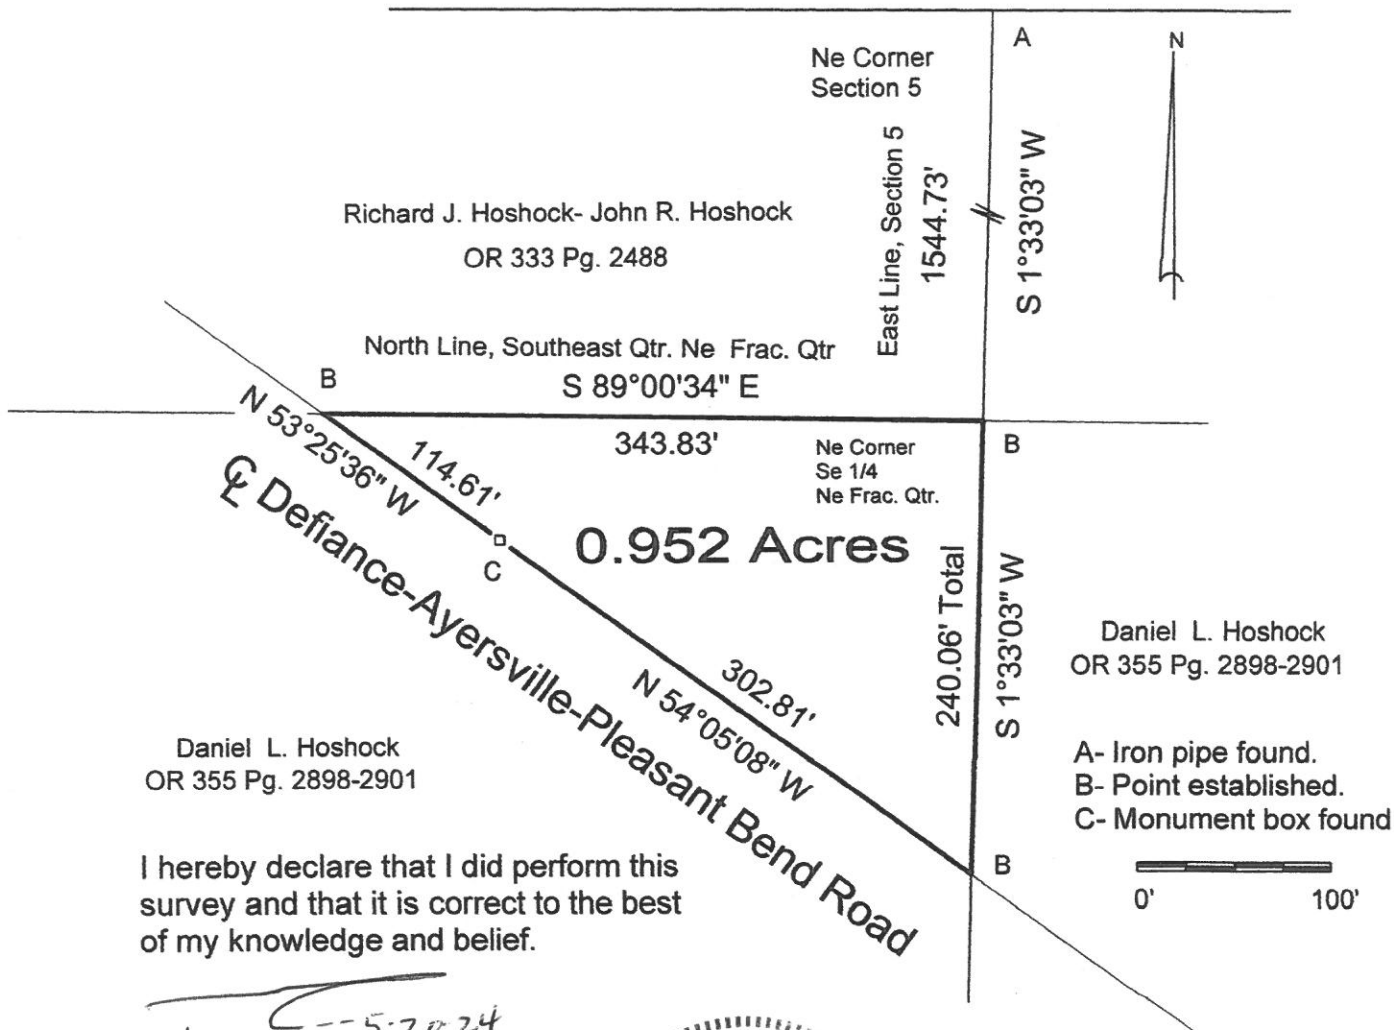 A
N
Ne Corner
Section 5
East Line, Section 5
1544.73'
S 1°33'03" W
Richard J. Hoshock- John R. Hoshock
OR 333 Pg. 2488
North Line, Southeast Qtr. Ne Frac. Qtr
S 89°00'34" E
B
343.83'
Ne Corner
Se 1/4
Ne Frac. Qtr.
B
N 53°25'36" W
114.61'
C
0.952 Acres
℄ Defiance-Ayersville-Pleasant Bend Road
302.81'
N 54°05'08" W
240.06' Total
S 1°33'03" W
Daniel L. Hoshock
OR 355 Pg. 2898-2901
Daniel L. Hoshock
OR 355 Pg. 2898-2901
A- Iron pipe found.
B- Point established.
C- Monument box found
B
0' 100'
I hereby declare that I did perform this
survey and that it is correct to the best
of my knowledge and belief.